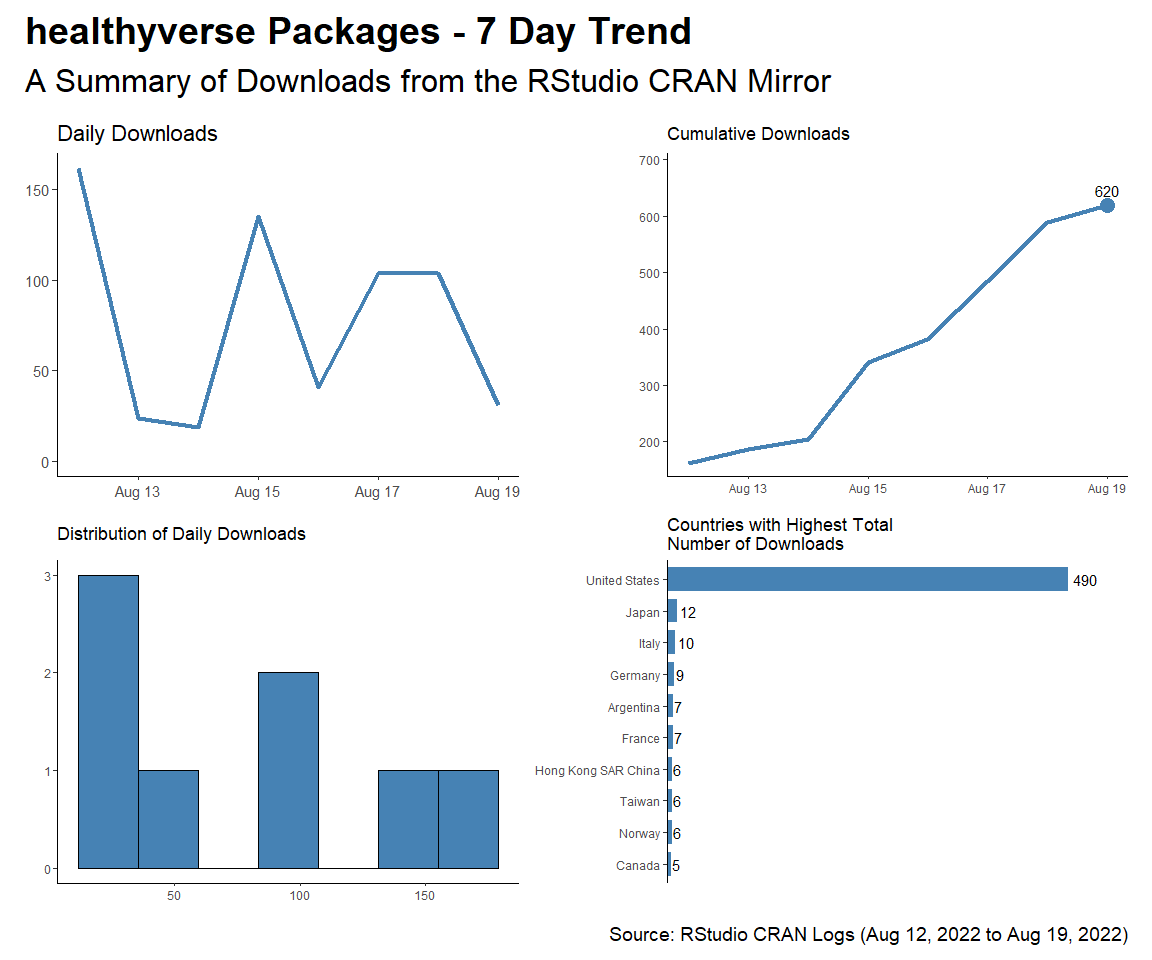 healthyverse Packages - 7 Day Trend
A Summary of Downloads from the RStudio CRAN Mirror
Daily Downloads
150
100
50
0
Aug 13 Aug 15 Aug 17 Aug 19
Cumulative Downloads
700
600
500
400
300
200
620
Aug 13 Aug 15 Aug 17 Aug 19
Distribution of Daily Downloads
3
2
1
0
50 100 150
Countries with Highest Total
Number of Downloads
United States 490
Japan 12
Italy 10
Germany 9
Argentina 7
France 7
Hong Kong SAR China 6
Taiwan 6
Norway 6
Canada 5
Source: RStudio CRAN Logs (Aug 12, 2022 to Aug 19, 2022)